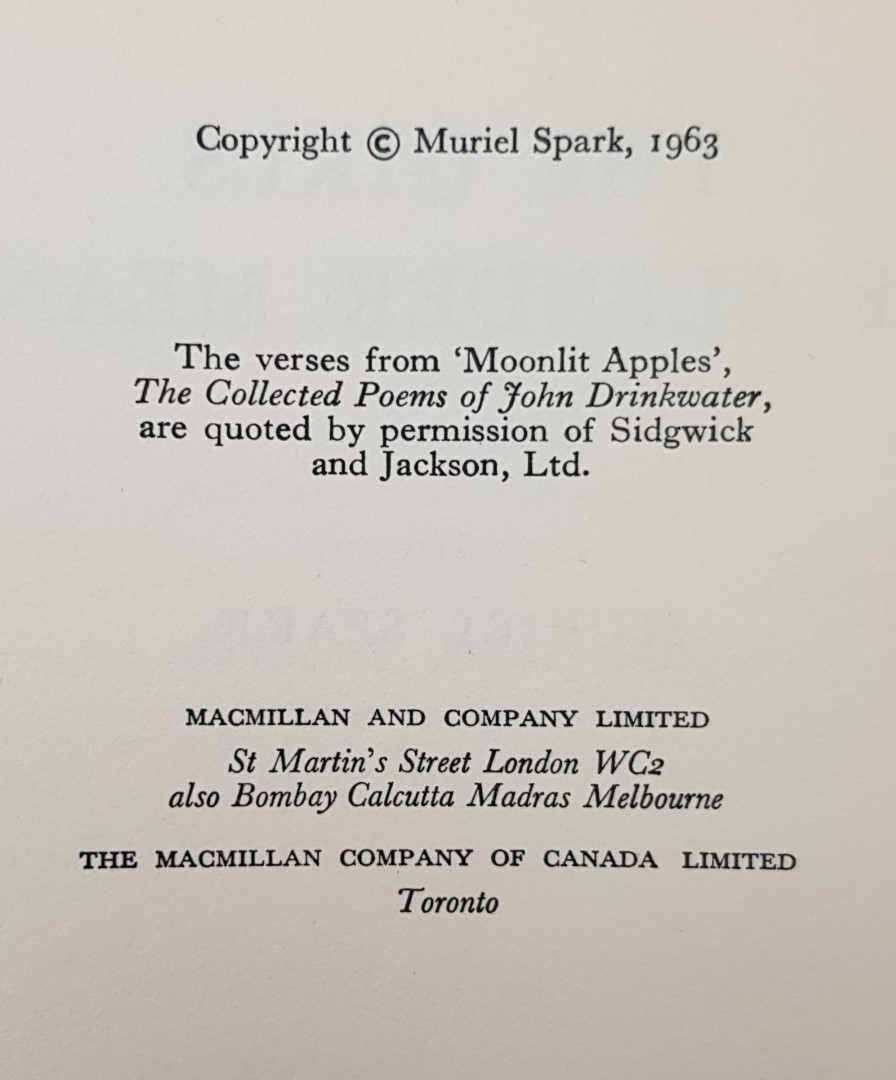 Copyright © Muriel Spark, 1963
The verses from ‘Moonlit Apples’,
The Collected Poems of John Drinkwater,
are quoted by permission of Sidgwick
and Jackson, Ltd.
MACMILLAN AND COMPANY LIMITED
St Martin’s Street London WC2
also Bombay Calcutta Madras Melbourne
THE MACMILLAN COMPANY OF CANADA LIMITED
Toronto